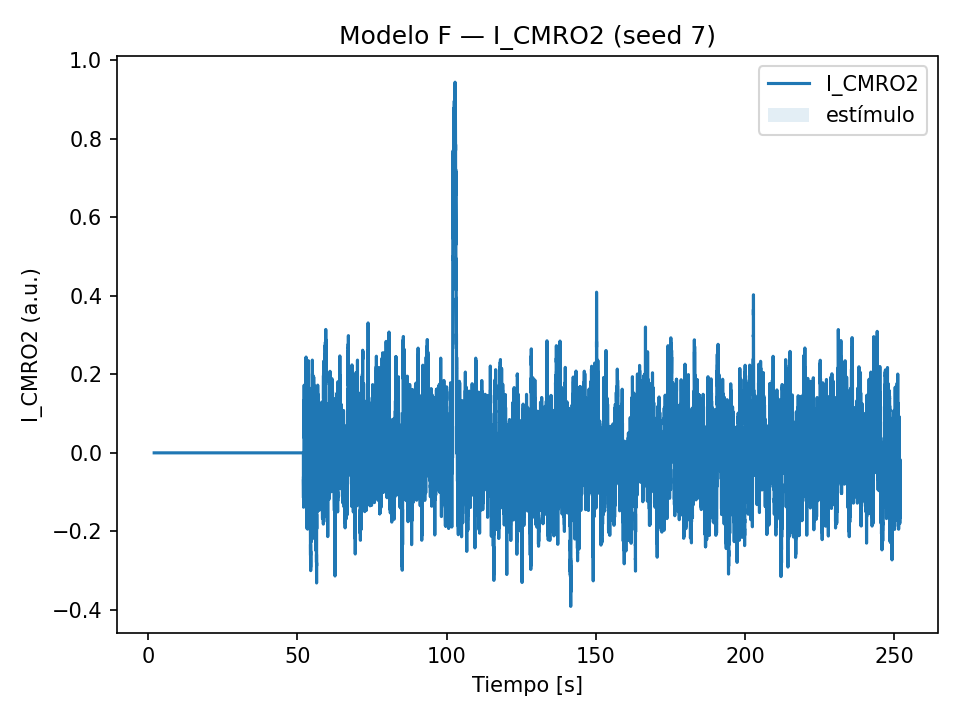 Modelo F — I_CMRO2 (seed 7)
I_CMRO2
estímulo
1.0
0.8
0.6
0.4
0.2
0.0
−0.2
−0.4
I_CMRO2 (a.u.)
0 50 100 150 200 250
Tiempo [s]